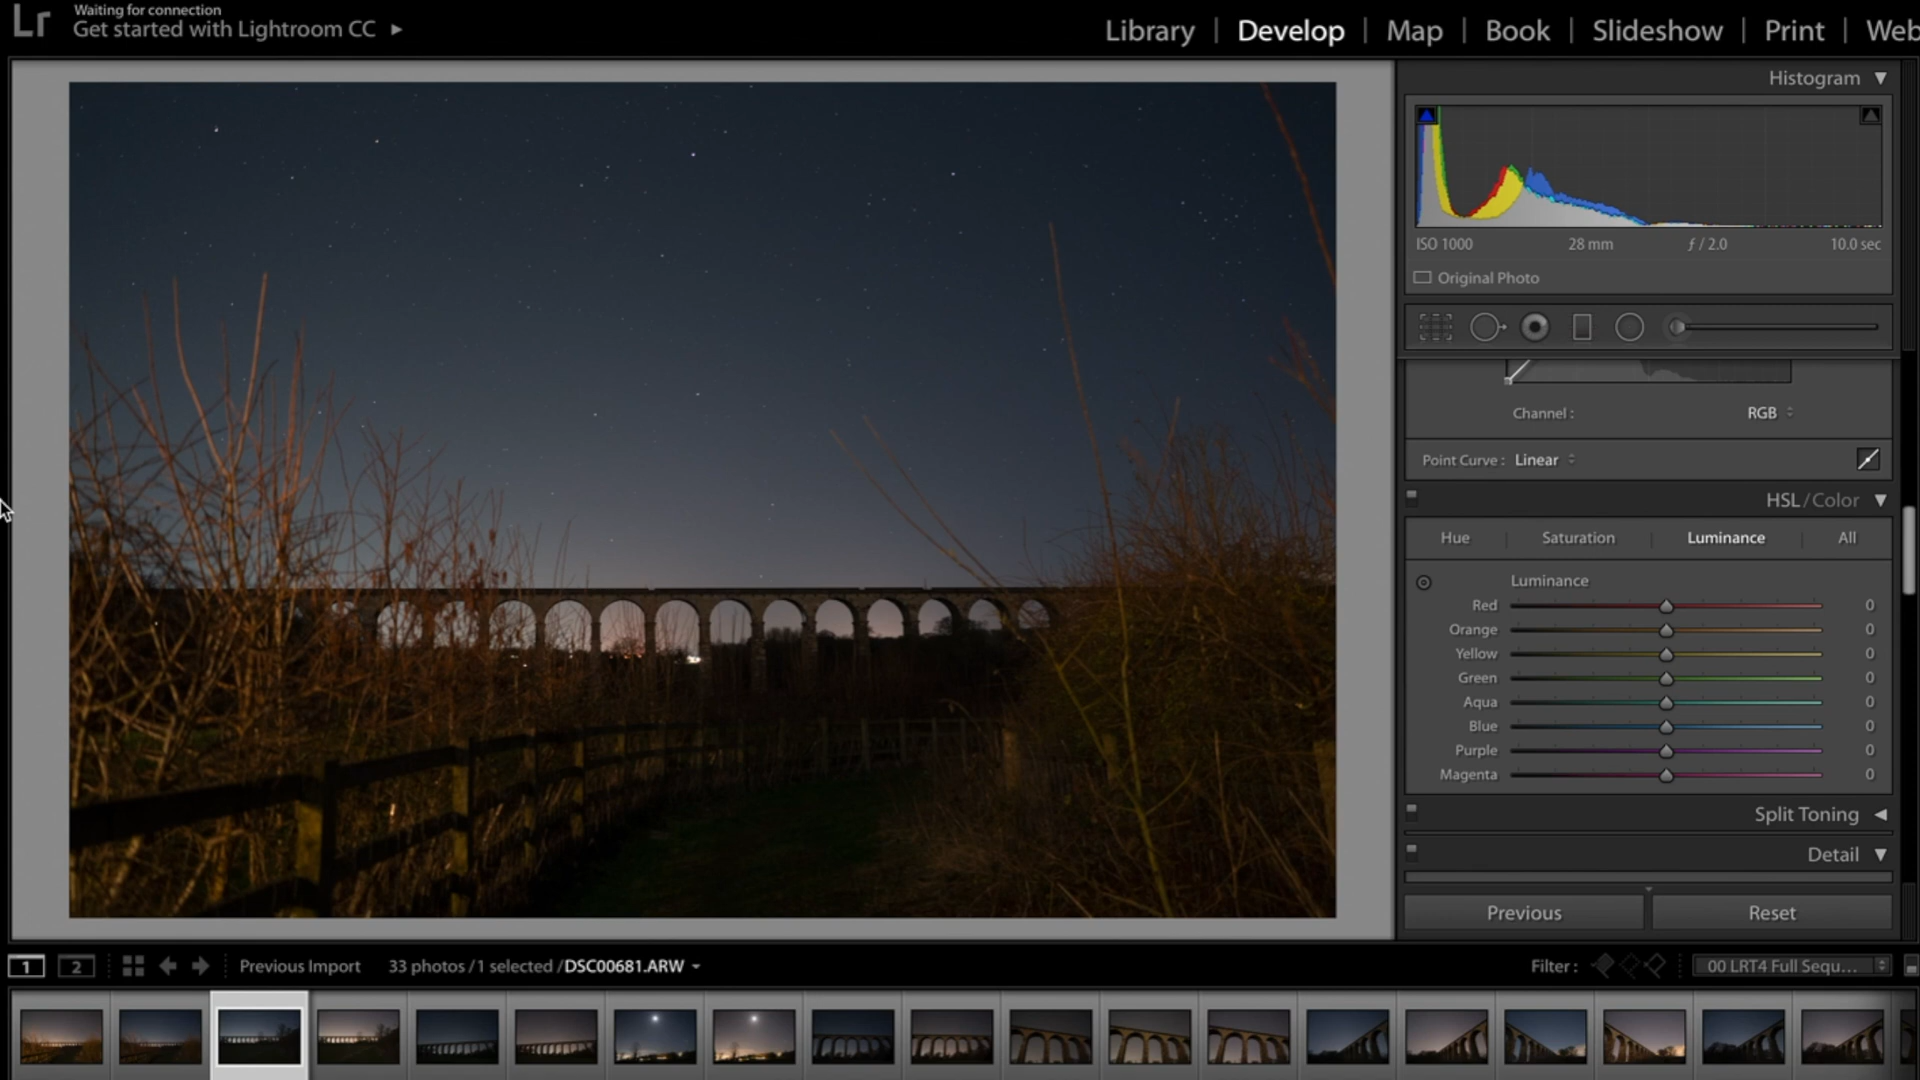 Lr
Waiting for connection
Get started with Lightroom CC
Library | Develop | Map | Book | Slideshow | Print | Web
Histogram
ISO 1000 28 mm ƒ / 2.0 10.0 sec
Original Photo
Channel : RGB
Point Curve : Linear
HSL / Color
Hue Saturation Luminance All
Luminance
Red 0
Orange 0
Yellow 0
Green 0
Aqua 0
Blue 0
Purple 0
Magenta 0
Split Toning
Detail
Previous Reset
1 2 Previous Import 33 photos / 1 selected / DSC00681.ARW Filter : 00 LRT4 Full Sequ...